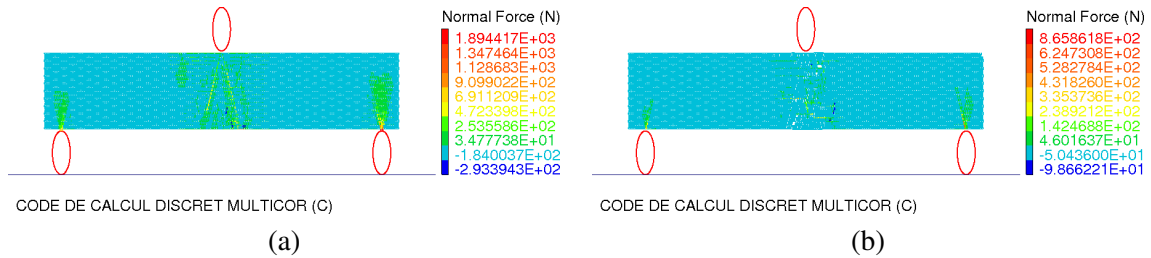 Normal Force (N)
1.894417E+03
1.347464E+03
1.128683E+03
9.099022E+02
6.911209E+02
4.723398E+02
2.535586E+02
3.477738E+01
-1.840037E+02
-2.933943E+02
CODE DE CALCUL DISCRET MULTICOR (C)
(a)
Normal Force (N)
8.658618E+02
6.247308E+02
5.282784E+02
4.318260E+02
3.353736E+02
2.389212E+02
1.424688E+02
4.601637E+01
-5.043600E+01
-9.866221E+01
CODE DE CALCUL DISCRET MULTICOR (C)
(b)